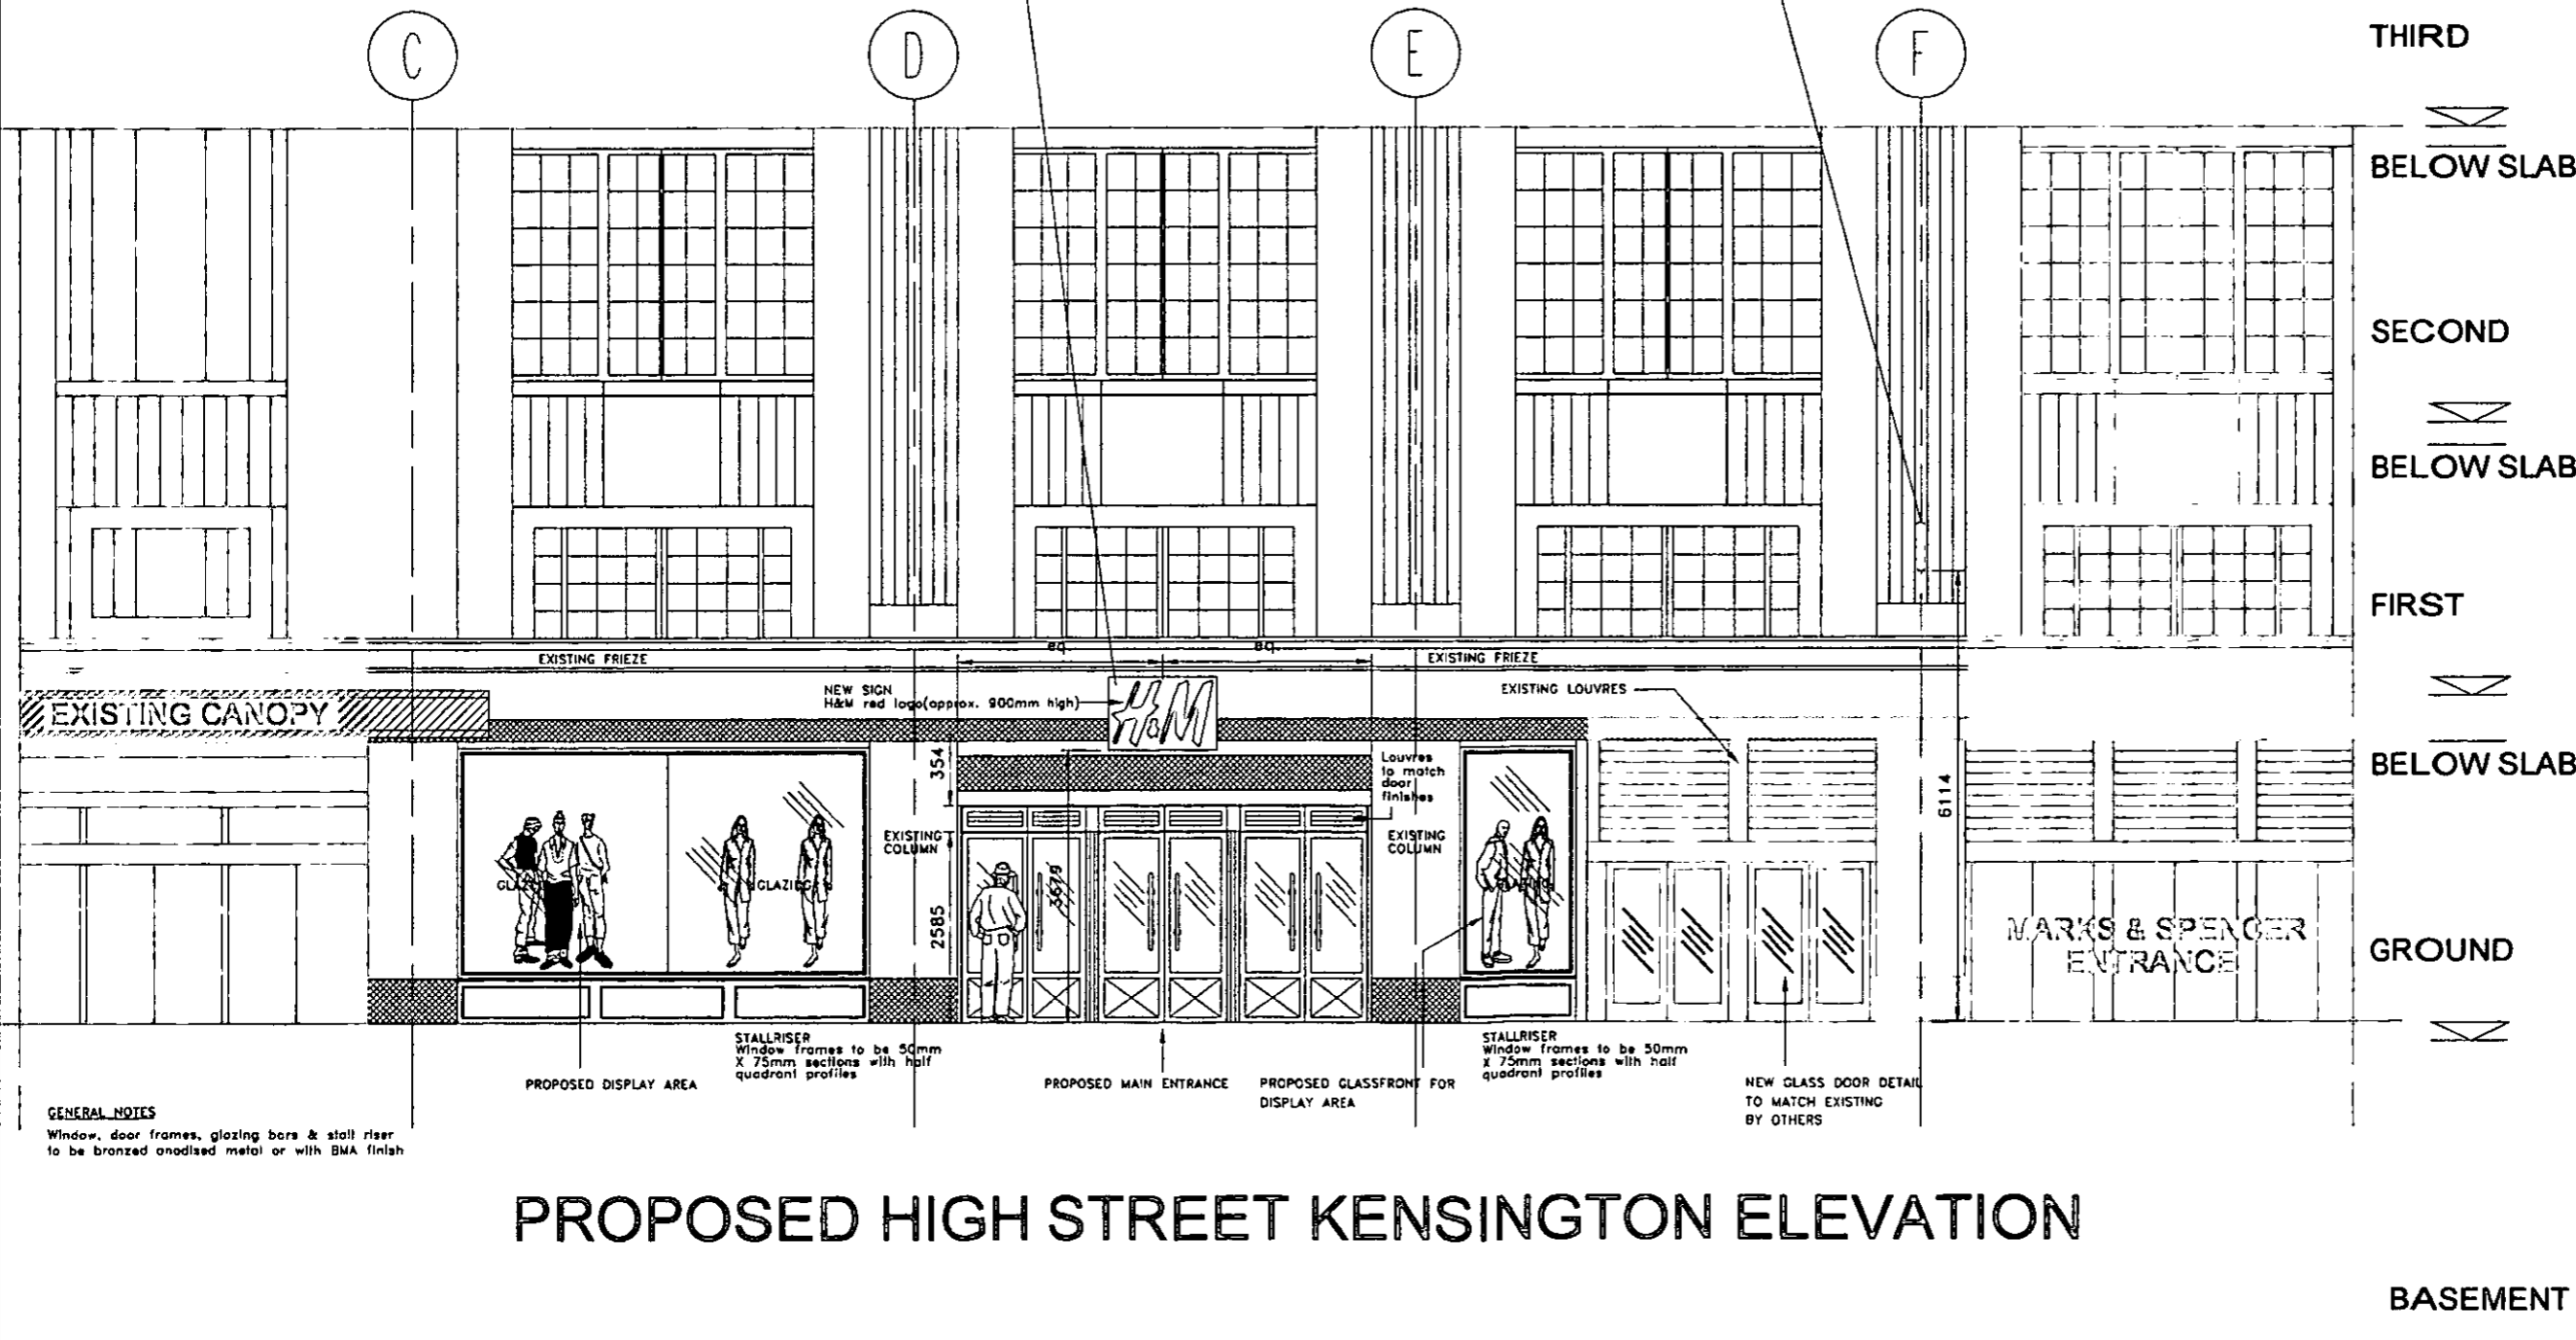 C
D
E
F
THIRD
BELOW SLAB
SECOND
BELOW SLAB
FIRST
EXISTING FRIEZE
eq.
eq.
EXISTING FRIEZE
NEW SIGN
H&M red logo(approx. 900mm high)
H&M
EXISTING LOUVRES
EXISTING CANOPY
354
Louvres
to match
door
finishes
BELOW SLAB
6114
EXISTING
COLUMN
EXISTING
COLUMN
GLAZING
3679
2585
MARKS & SPENCER
ENTRANCE
GROUND
STALLRISER
Window frames to be 50mm
X 75mm sections with half
quadrant profiles
STALLRISER
Window frames to be 50mm
X 75mm sections with half
quadrant profiles
PROPOSED DISPLAY AREA
PROPOSED MAIN ENTRANCE
PROPOSED GLASSFRONT FOR
DISPLAY AREA
NEW GLASS DOOR DETAIL
TO MATCH EXISTING
BY OTHERS
GENERAL NOTES
Window, door frames, glazing bars & stall riser
to be bronzed anodised metal or with BMA finish
PROPOSED HIGH STREET KENSINGTON ELEVATION
BASEMENT